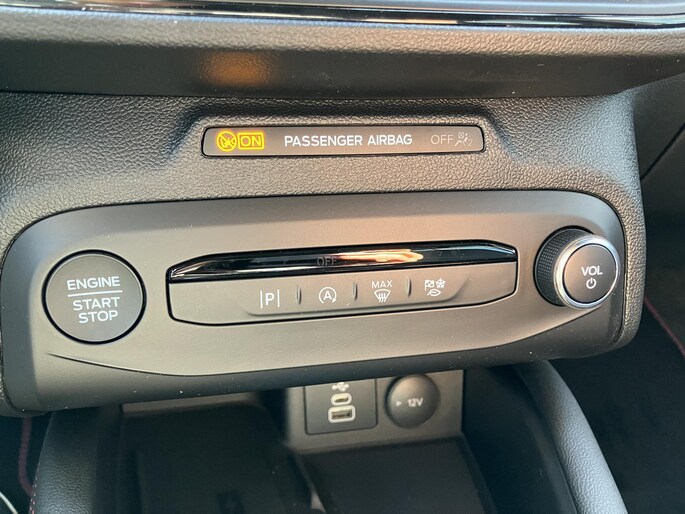 ON PASSENGER AIRBAG OFF
OFF
ENGINE
START
STOP
|P|
A
MAX
VOL
12V